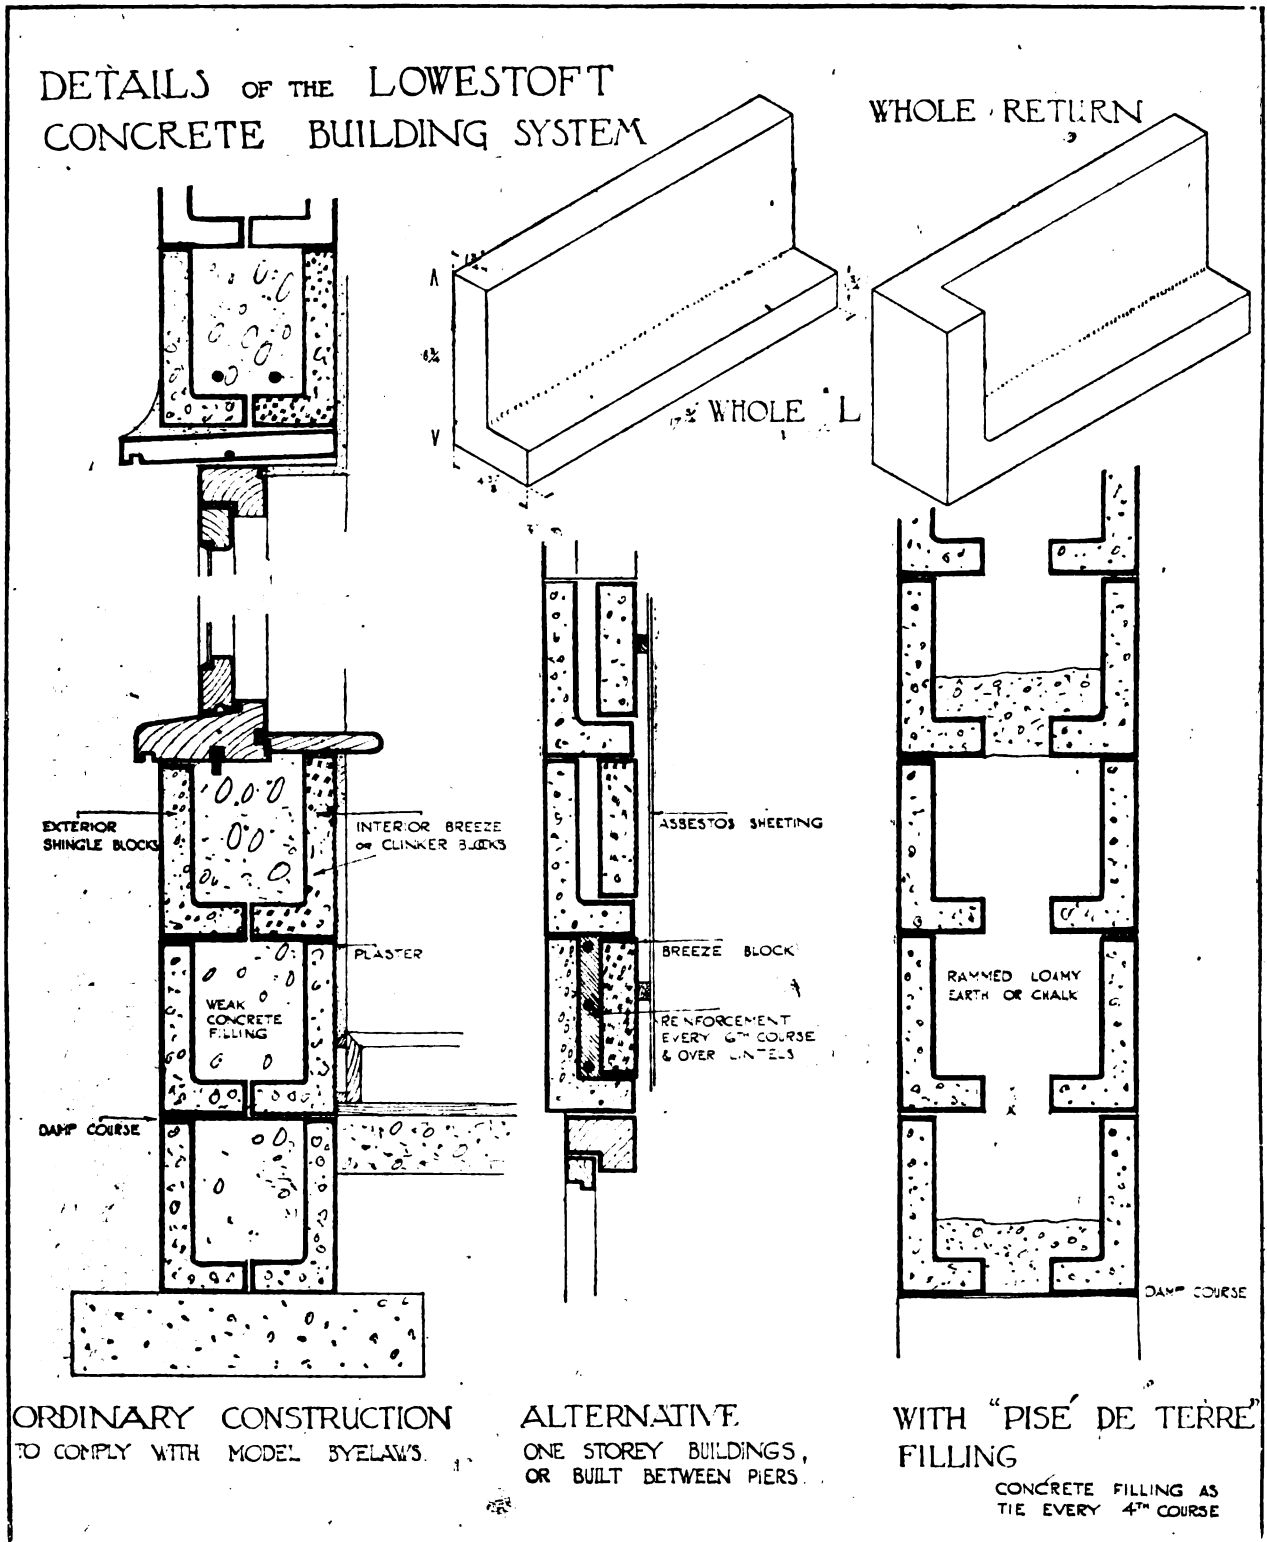 DETAILS OF THE LOWESTOFT
CONCRETE BUILDING SYSTEM
WHOLE RETURN
WHOLE L
EXTERIOR
SHINGLE BLOCKS
INTERIOR BREEZE
OR CLINKER BLOCKS
PLASTER
WEAK
CONCRETE
FILLING
DAMP COURSE
ASBESTOS SHEETING
BREEZE BLOCK
REINFORCEMENT
EVERY 6TH COURSE
& OVER LINTELS
RAMMED LOAMY
EARTH OR CHALK
DAMP COURSE
ORDINARY CONSTRUCTION
TO COMPLY WITH MODEL BYELAWS.
ALTERNATIVE
ONE STOREY BUILDINGS,
OR BUILT BETWEEN PIERS.
WITH "PISÉ DE TERRE"
FILLING
CONCRETE FILLING AS
TIE EVERY 4TH COURSE